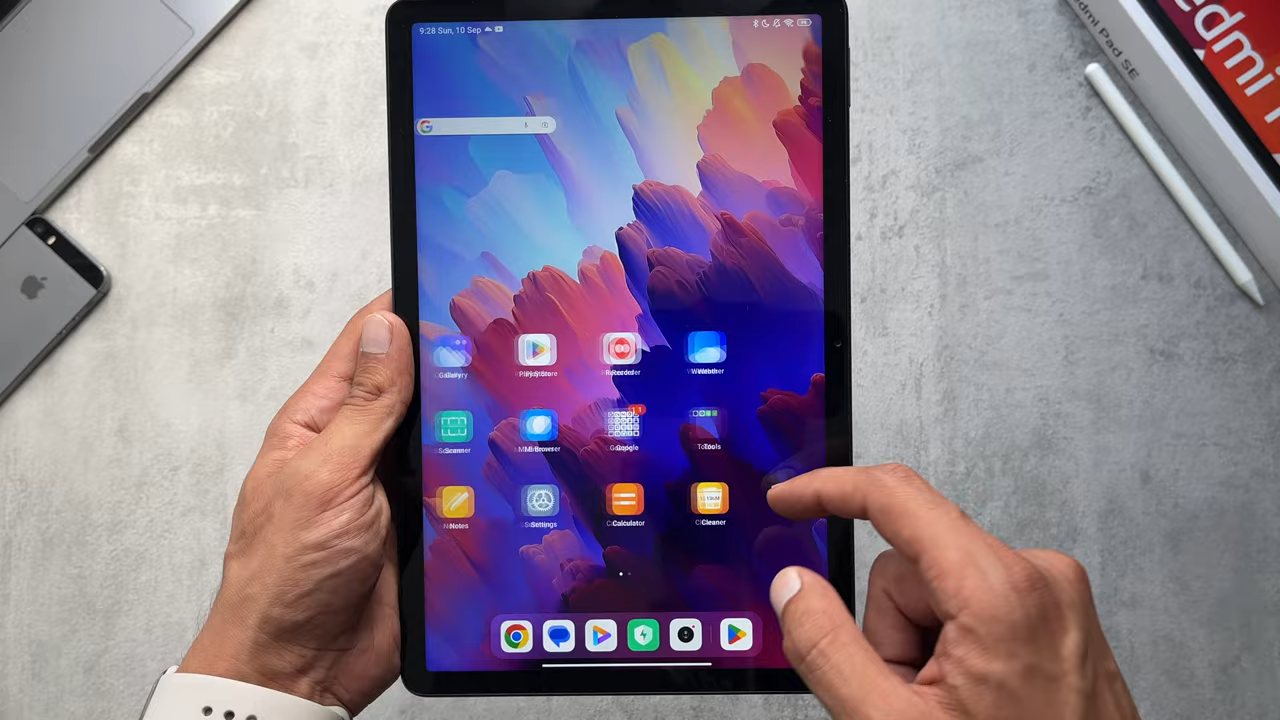 9:28 Sun, 10 Sep
Redmi Pad SE
edmi
Gallery
Play Store
Recorder
Weather
Scanner
Mi Browser
Google
Tools
Notes
Settings
Calculator
Cleaner